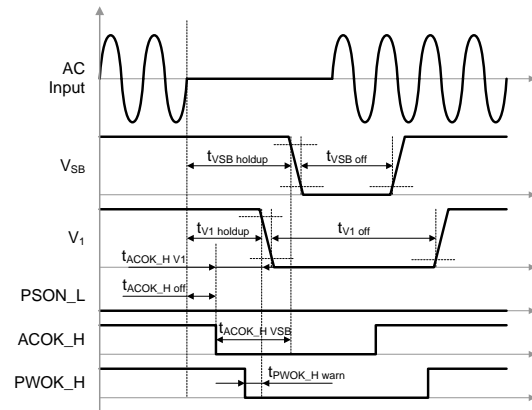 AC
Input
VSB
tVSB holdup
tVSB off
V1
tV1 holdup
tV1 off
tACOK_H V1
tACOK_H off
PSON_L
tACOK_H VSB
ACOK_H
tPWOK_H warn
PWOK_H